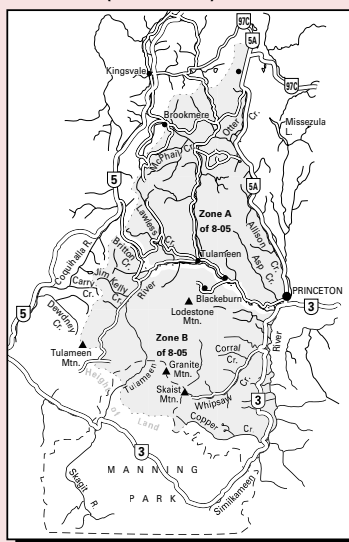 97C
5A
Kingsvale
97C
Brookmere
Otter Cr.
Missezula
L.
MacPhail Cr.
5
5A
Lawless Cr.
Zone A
of 8-05
Allison Cr.
Britton Cr.
Tulameen
Asp Cr.
Coquihalla R.
Jim Kelly Cr.
River
PRINCETON
Carry
Cr.
Blackeburn
3
Lodestone
Mtn.
5
Dewdney
Cr.
Zone B
of 8-05
Corral
Cr.
River
Tulameen
Mtn.
Tulameen
Granite
Mtn.
Skaist
Mtn.
Whipsaw
Cr.
3
Land
Copper Cr.
3
MANNING
PARK
Skagit R.
Similkameen